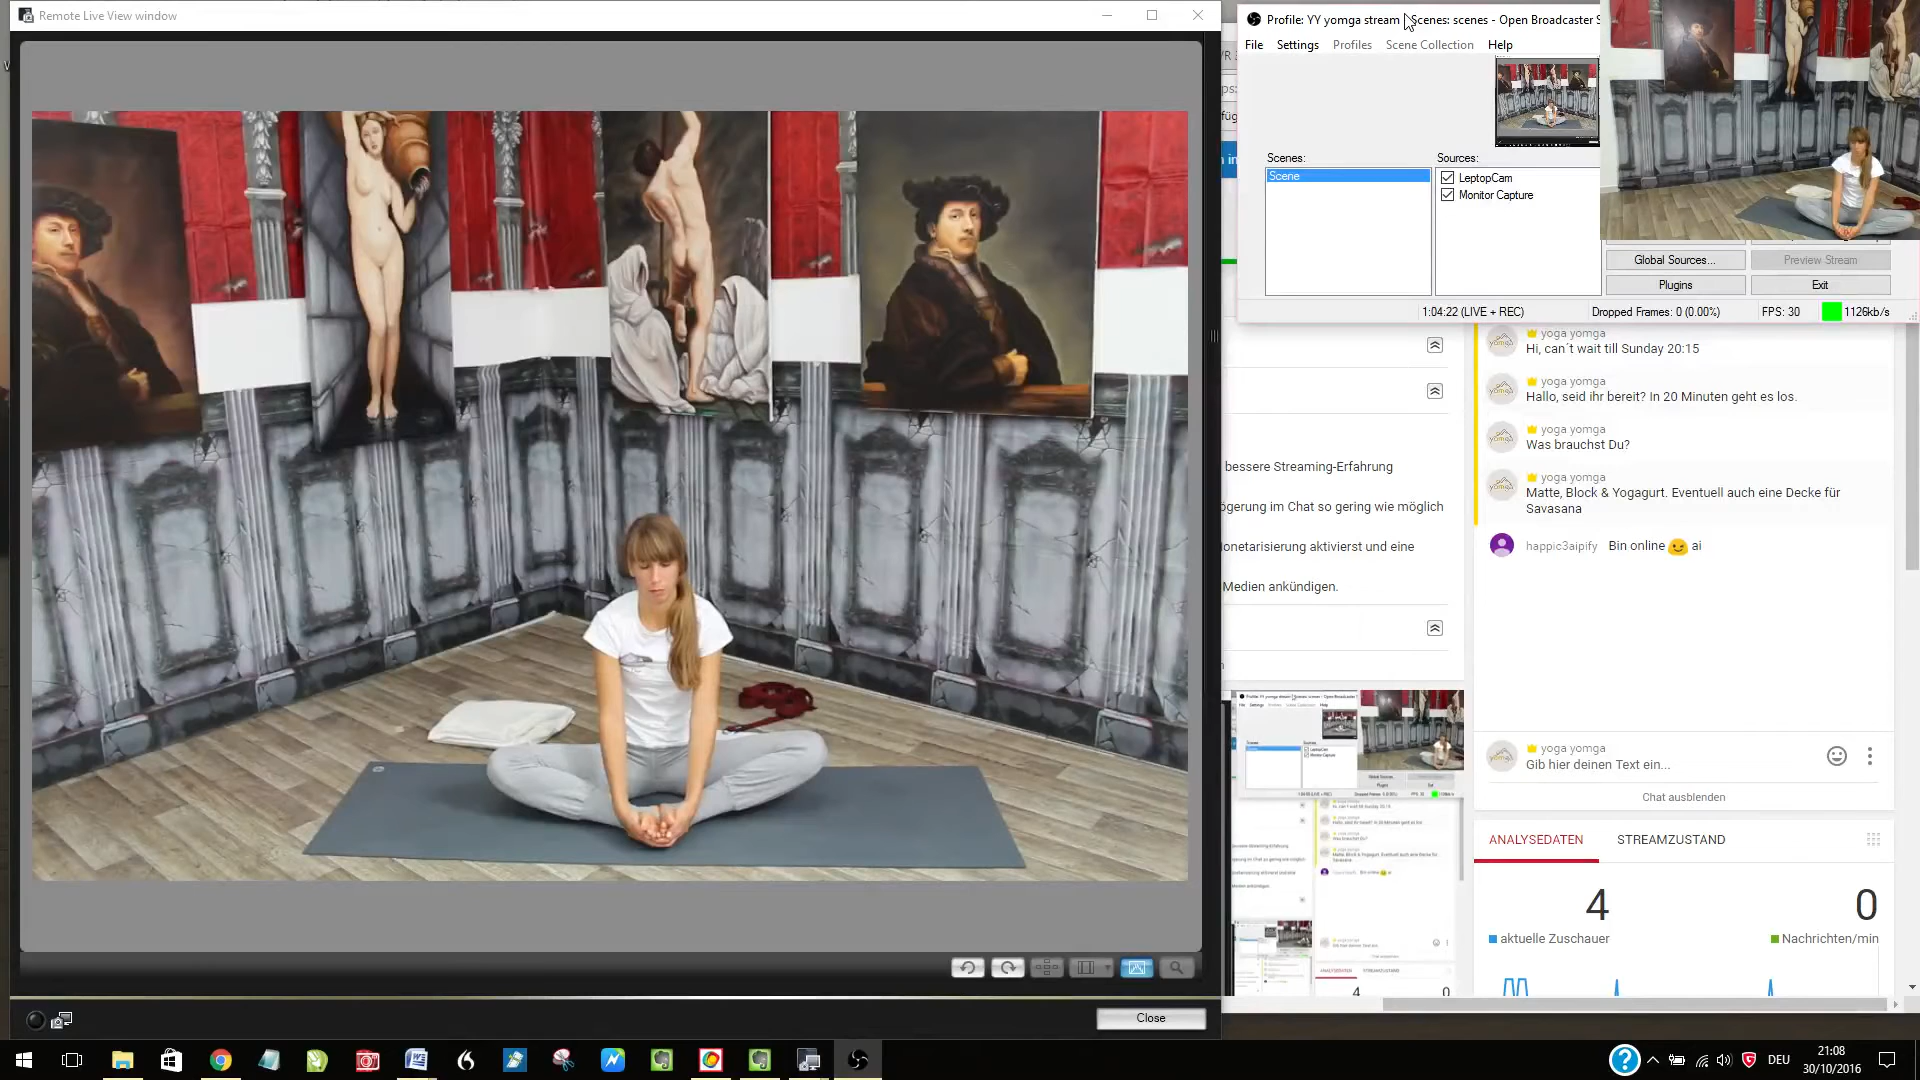 Remote Live View window
Profile: YY yomga stream
Scenes: scenes - Open Broadcaster S
File
Settings
Profiles
Scene Collection
Help
Scenes:
Scene
Sources:
LeptopCam
Monitor Capture
Global Sources...
Preview Stream
Plugins
Exit
1:04:22 (LIVE + REC)
Dropped Frames: 0 (0.00%)
FPS: 30
1126kb/s
bessere Streaming-Erfahrung
ögerung im Chat so gering wie möglich
onetarisierung aktivierst und eine
Medien ankündigen.
yoga yomga
Hi, can´t wait till Sunday 20:15
yoga yomga
Hallo, seid ihr bereit? In 20 Minuten geht es los.
yoga yomga
Was brauchst Du?
yoga yomga
Matte, Block & Yogagurt. Eventuell auch eine Decke für
Savasana
happic3aipify Bin online ai
yoga yomga
Gib hier deinen Text ein...
Chat ausblenden
ANALYSEDATEN
STREAMZUSTAND
4
0
aktuelle Zuschauer
Nachrichten/min
Close
DEU
21:08
30/10/2016